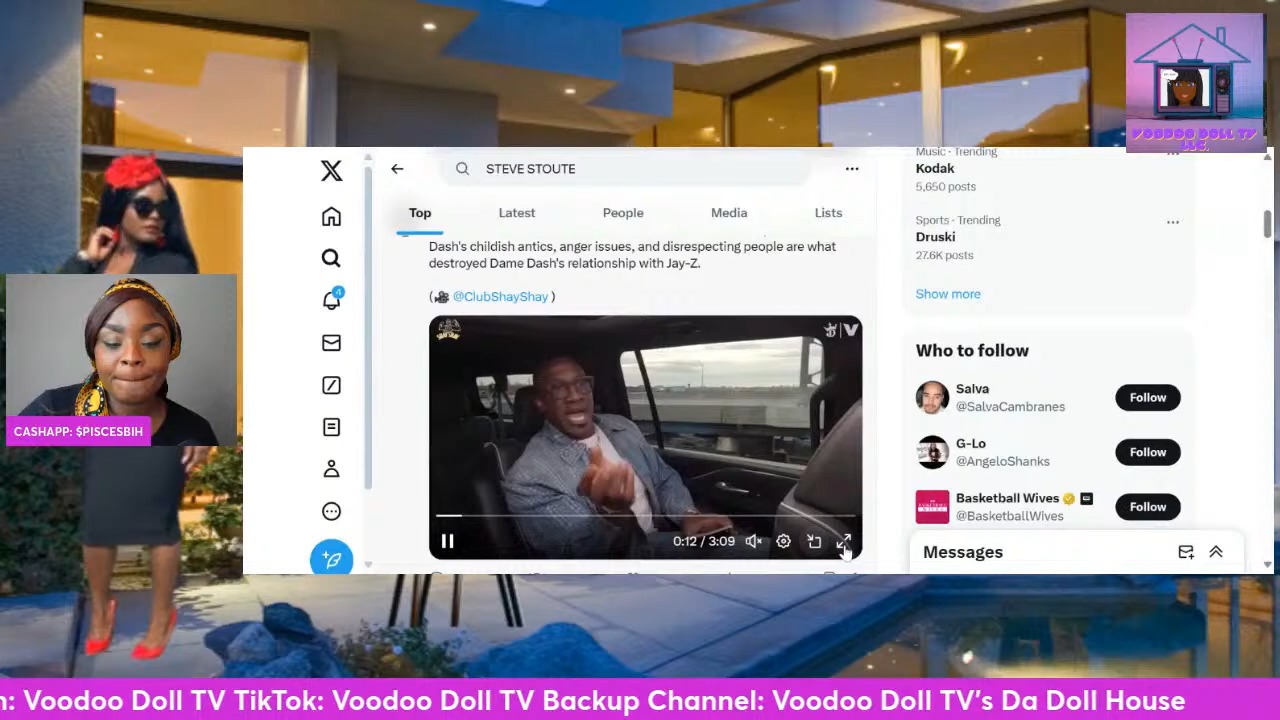 VOODOO DOLL TV
LLC.
STEVE STOUTE
Top
Latest
People
Media
Lists
Dash's childish antics, anger issues, and disrespecting people are what
destroyed Dame Dash's relationship with Jay-Z.
(🎥 @ClubShayShay )
0:12 / 3:09
Music · Trending
Kodak
5,650 posts
Sports · Trending
Druski
27.6K posts
Show more
Who to follow
Salva
@SalvaCambranes
Follow
G-Lo
@AngeloShanks
Follow
Basketball Wives
@BasketballWives
Follow
Messages
4
CASHAPP: $PISCESBIH
: Voodoo Doll TV TikTok: Voodoo Doll TV Backup Channel: Voodoo Doll TV's Da Doll House